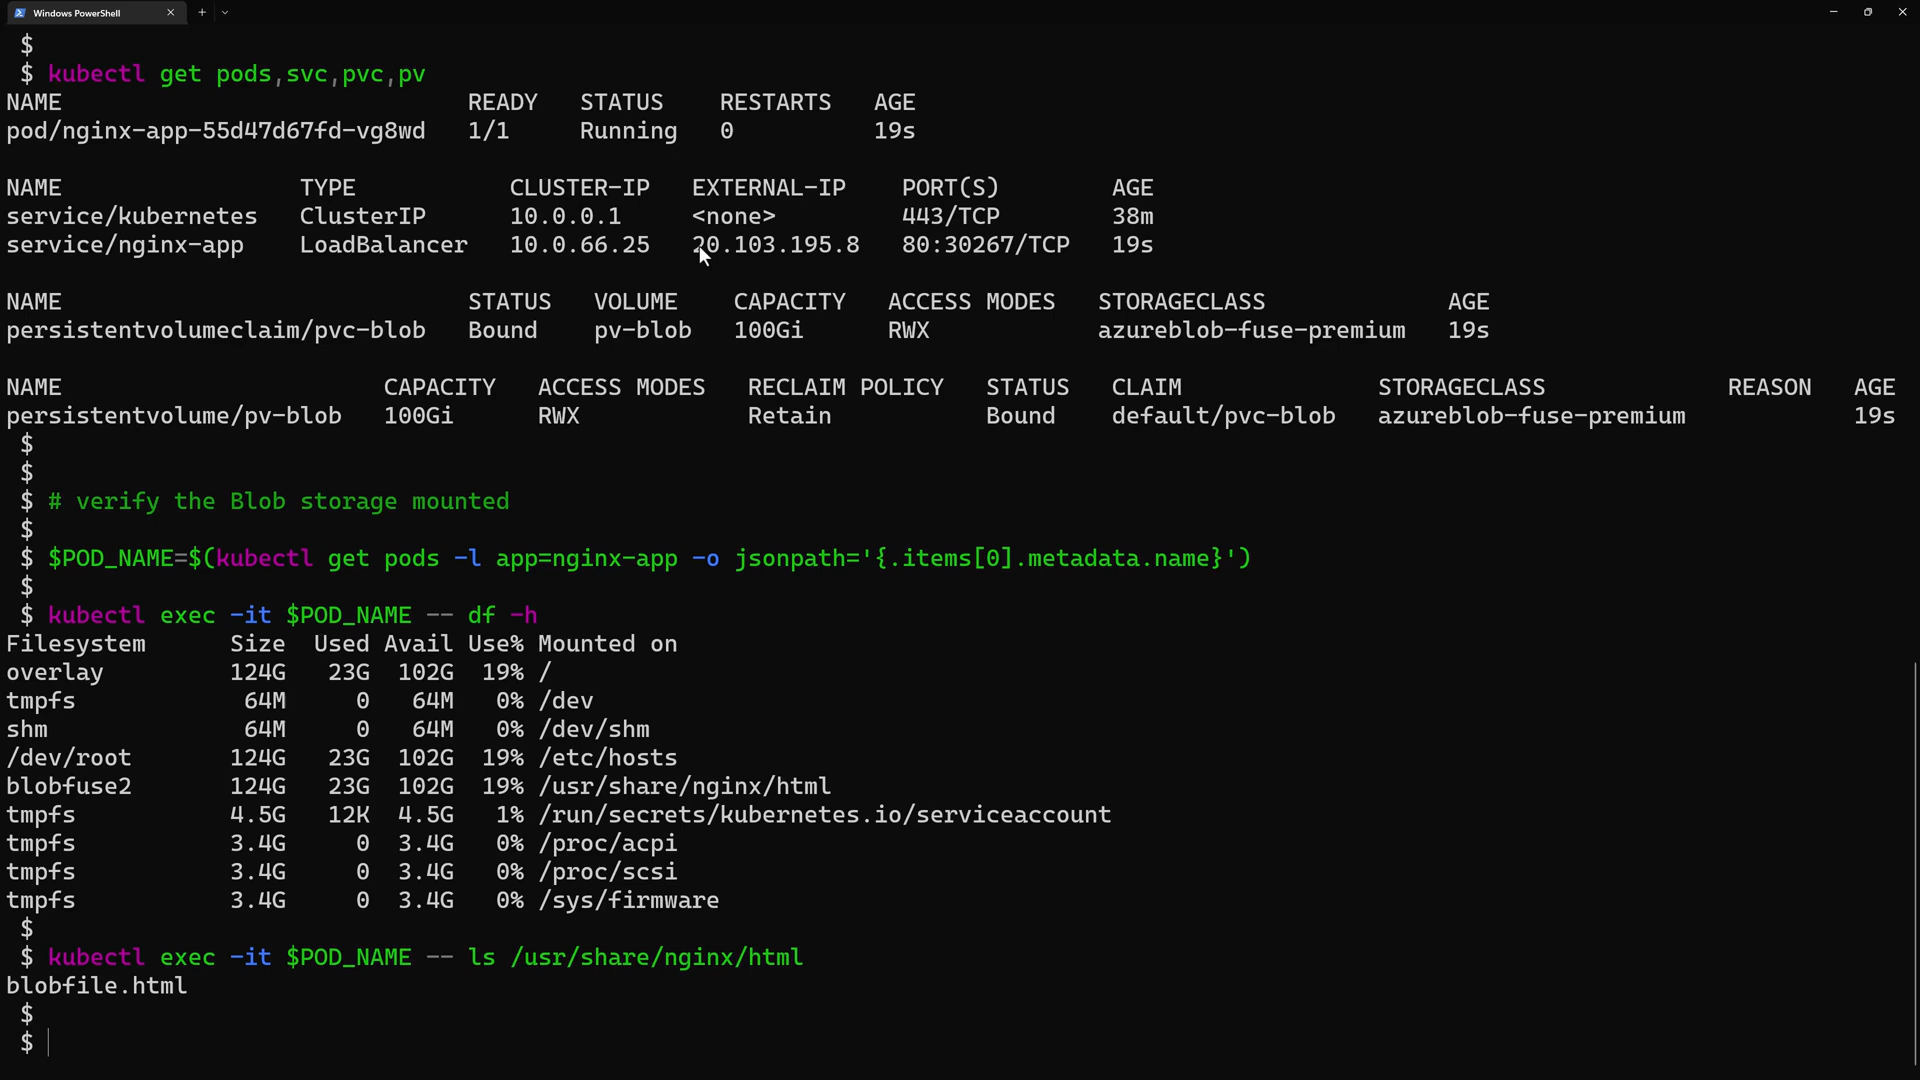 Windows PowerShell
$
$ kubectl get pods,svc,pvc,pv
NAME                             READY   STATUS    RESTARTS   AGE
pod/nginx-app-55d47d67fd-vg8wd   1/1     Running   0          19s
NAME                 TYPE           CLUSTER-IP   EXTERNAL-IP    PORT(S)        AGE
service/kubernetes   ClusterIP      10.0.0.1     <none>         443/TCP        38m
service/nginx-app    LoadBalancer   10.0.66.25   20.103.195.8   80:30267/TCP   19s
NAME                             STATUS   VOLUME    CAPACITY   ACCESS MODES   STORAGECLASS             AGE
persistentvolumeclaim/pvc-blob   Bound    pv-blob   100Gi      RWX            azureblob-fuse-premium   19s
NAME                       CAPACITY   ACCESS MODES   RECLAIM POLICY   STATUS   CLAIM              STORAGECLASS             REASON   AGE
persistentvolume/pv-blob   100Gi      RWX            Retain           Bound    default/pvc-blob   azureblob-fuse-premium            19s
$
$
$ # verify the Blob storage mounted
$
$ $POD_NAME=$(kubectl get pods -l app=nginx-app -o jsonpath='{.items[0].metadata.name}')
$
$ kubectl exec -it $POD_NAME -- df -h
Filesystem      Size  Used Avail Use% Mounted on
overlay         124G   23G  102G  19% /
tmpfs            64M     0   64M   0% /dev
shm              64M     0   64M   0% /dev/shm
/dev/root       124G   23G  102G  19% /etc/hosts
blobfuse2       124G   23G  102G  19% /usr/share/nginx/html
tmpfs           4.5G   12K  4.5G   1% /run/secrets/kubernetes.io/serviceaccount
tmpfs           3.4G     0  3.4G   0% /proc/acpi
tmpfs           3.4G     0  3.4G   0% /proc/scsi
tmpfs           3.4G     0  3.4G   0% /sys/firmware
$
$ kubectl exec -it $POD_NAME -- ls /usr/share/nginx/html
blobfile.html
$
$